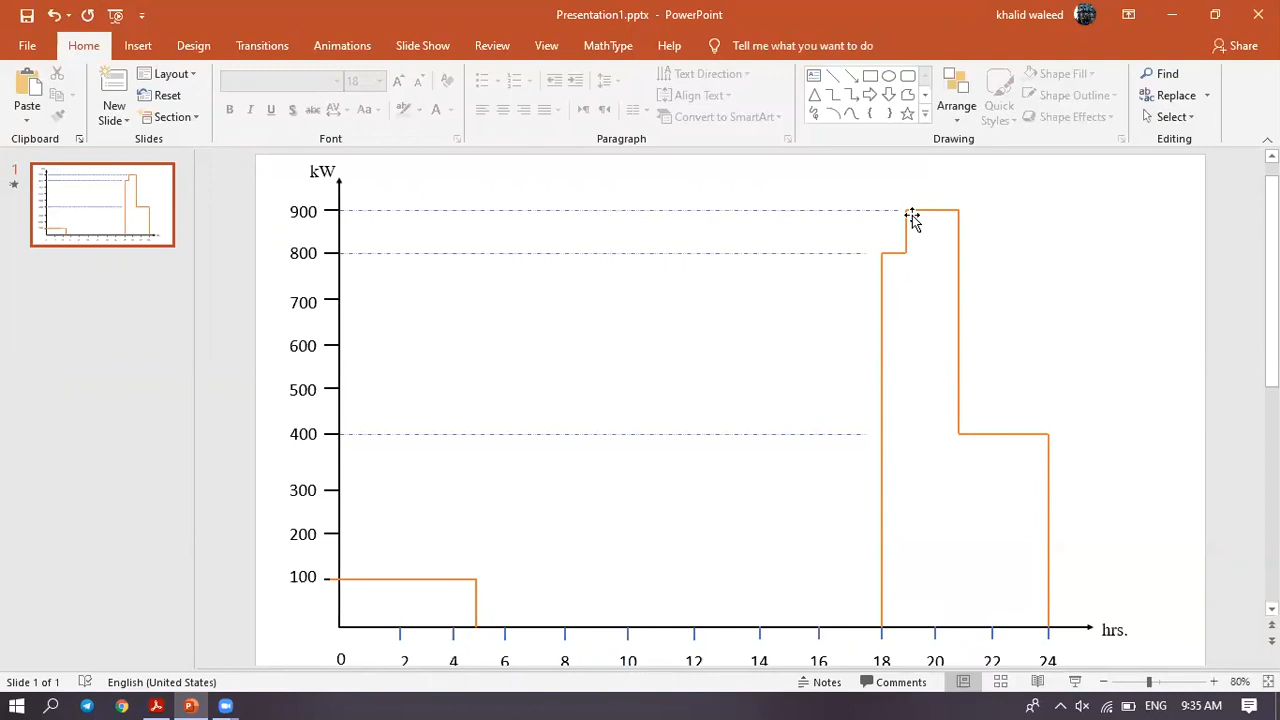 Presentation1.pptx - PowerPoint
khalid waleed
File Home Insert Design Transitions Animations Slide Show Review View MathType Help Tell me what you want to do Share
Paste
New Slide
Layout
Reset
Section
18
Text Direction
Align Text
Convert to SmartArt
Arrange
Quick Styles
Shape Fill
Shape Outline
Shape Effects
Find
Replace
Select
Clipboard Slides Font Paragraph Drawing Editing
1
kW
900
800
700
600
500
400
300
200
100
hrs.
0 2 4 6 8 10 12 14 16 18 20 22 24
Slide 1 of 1 English (United States) Notes Comments 80%
ENG 9:35 AM